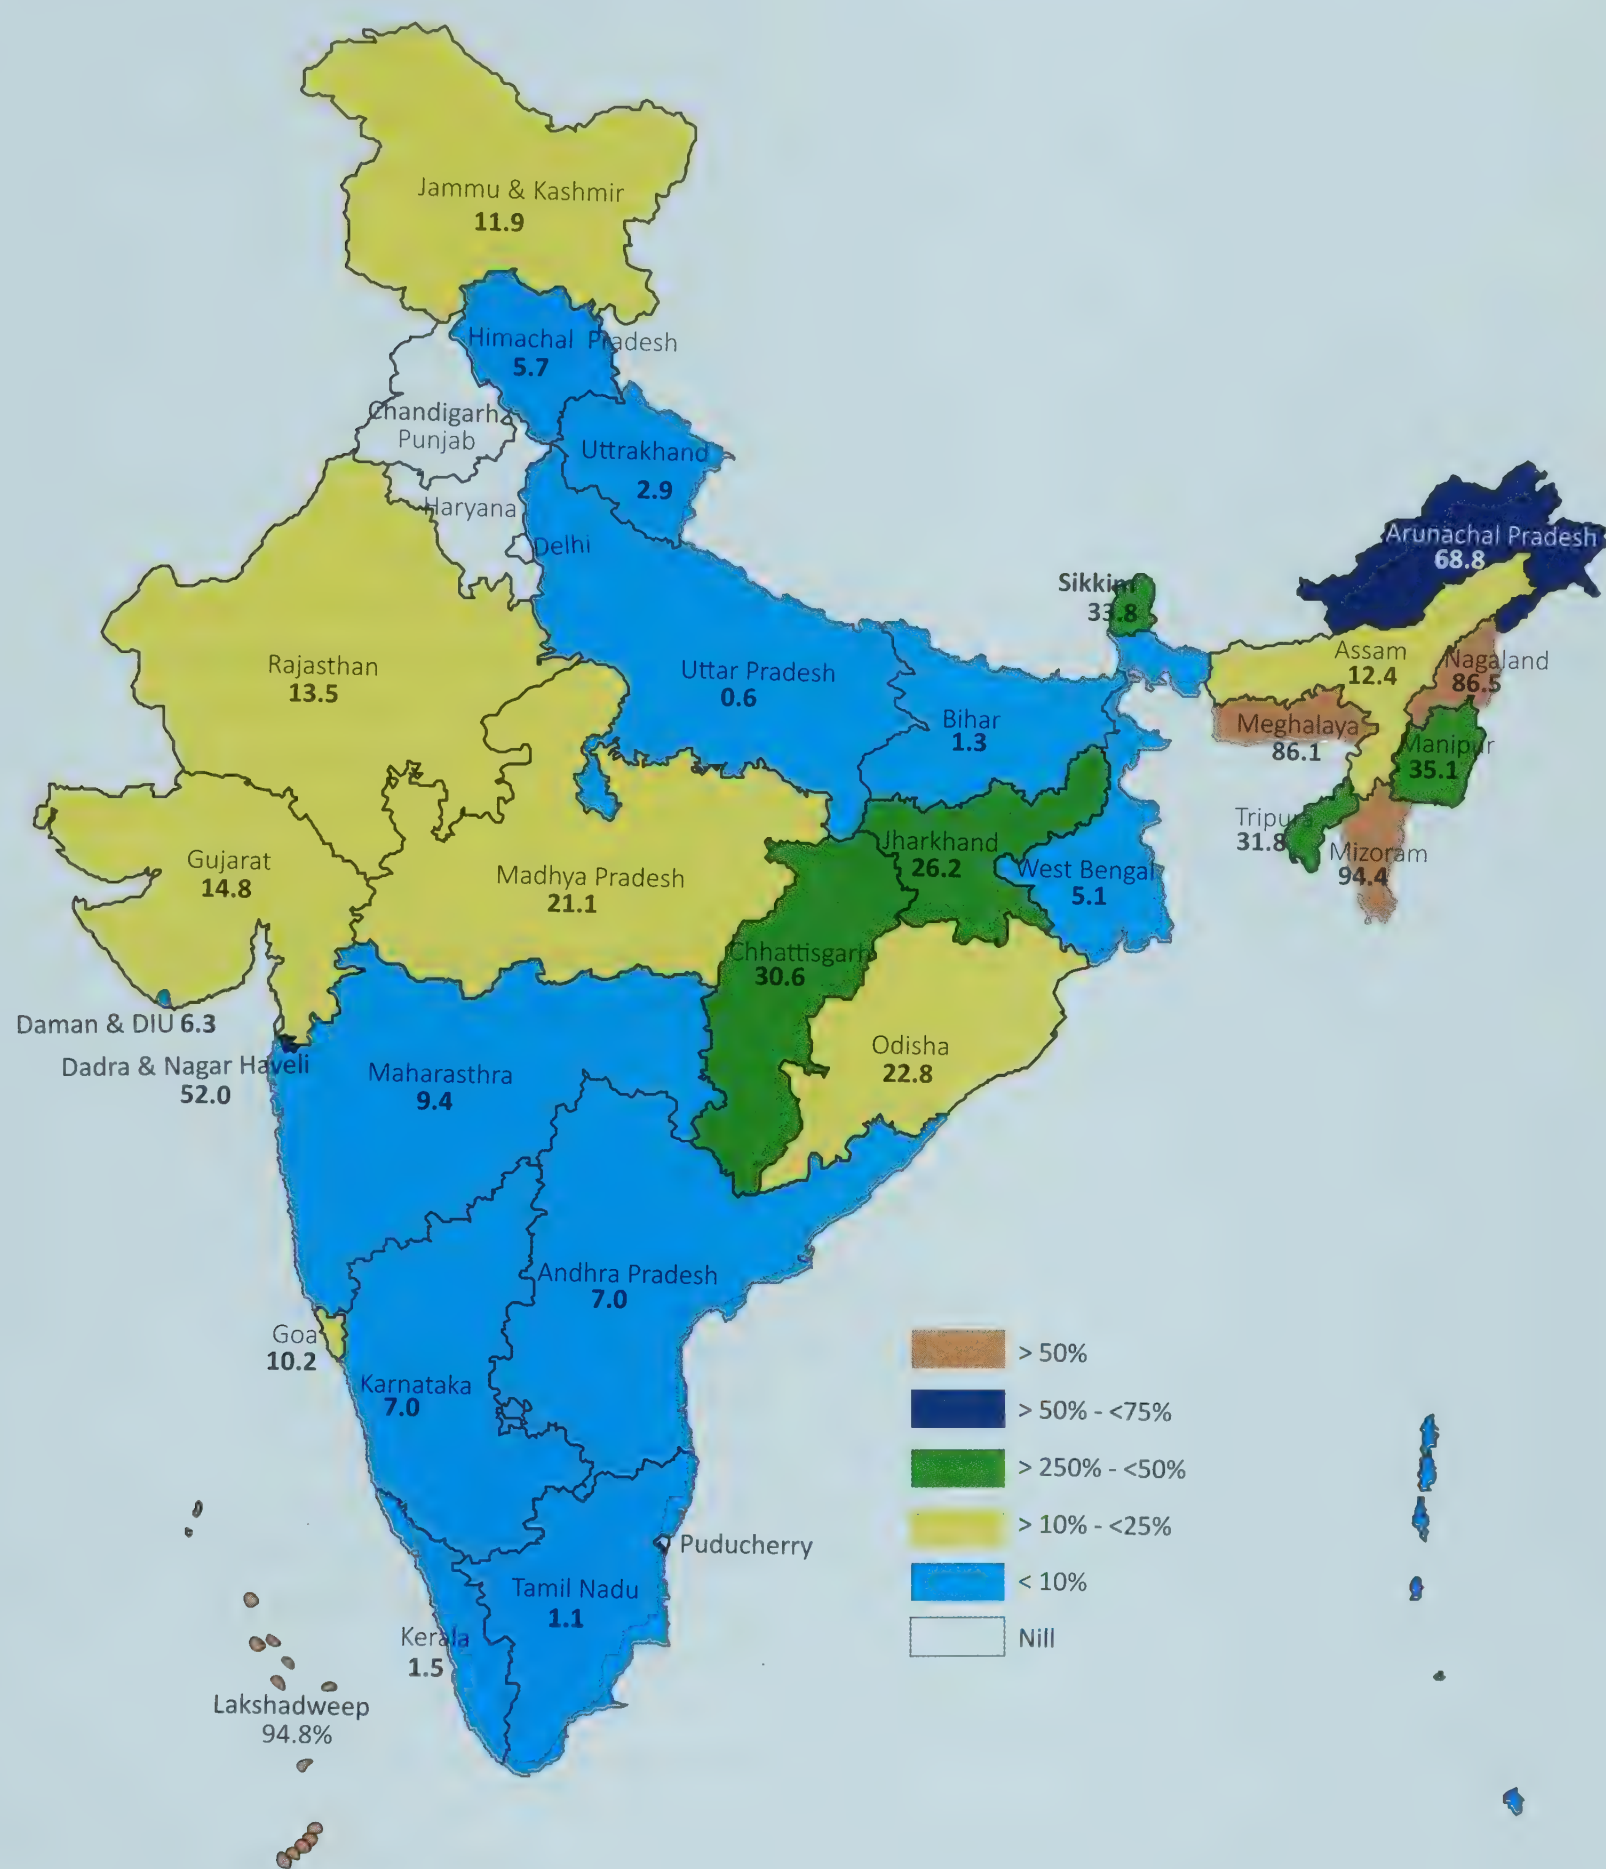 Jammu & Kashmir
11.9
Himachal Pradesh
5.7
Chandigarh
Punjab
Uttrakhand
2.9
Haryana
Delhi
Arunachal Pradesh
68.8
Sikkim
33.8
Rajasthan
13.5
Uttar Pradesh
0.6
Bihar
1.3
Assam
12.4
Nagaland
86.5
Meghalaya
86.1
Manipur
35.1
Tripura
31.8
Mizoram
94.4
Gujarat
14.8
Madhya Pradesh
21.1
Jharkhand
26.2
West Bengal
5.1
Chhattisgarh
30.6
Daman & DIU 6.3
Dadra & Nagar Haveli
52.0
Maharasthra
9.4
Odisha
22.8
Andhra Pradesh
7.0
Goa
10.2
Karnataka
7.0
> 50%
> 50% - <75%
> 250% - <50%
> 10% - <25%
< 10%
Nill
Puducherry
Tamil Nadu
1.1
Kerala
1.5
Lakshadweep
94.8%